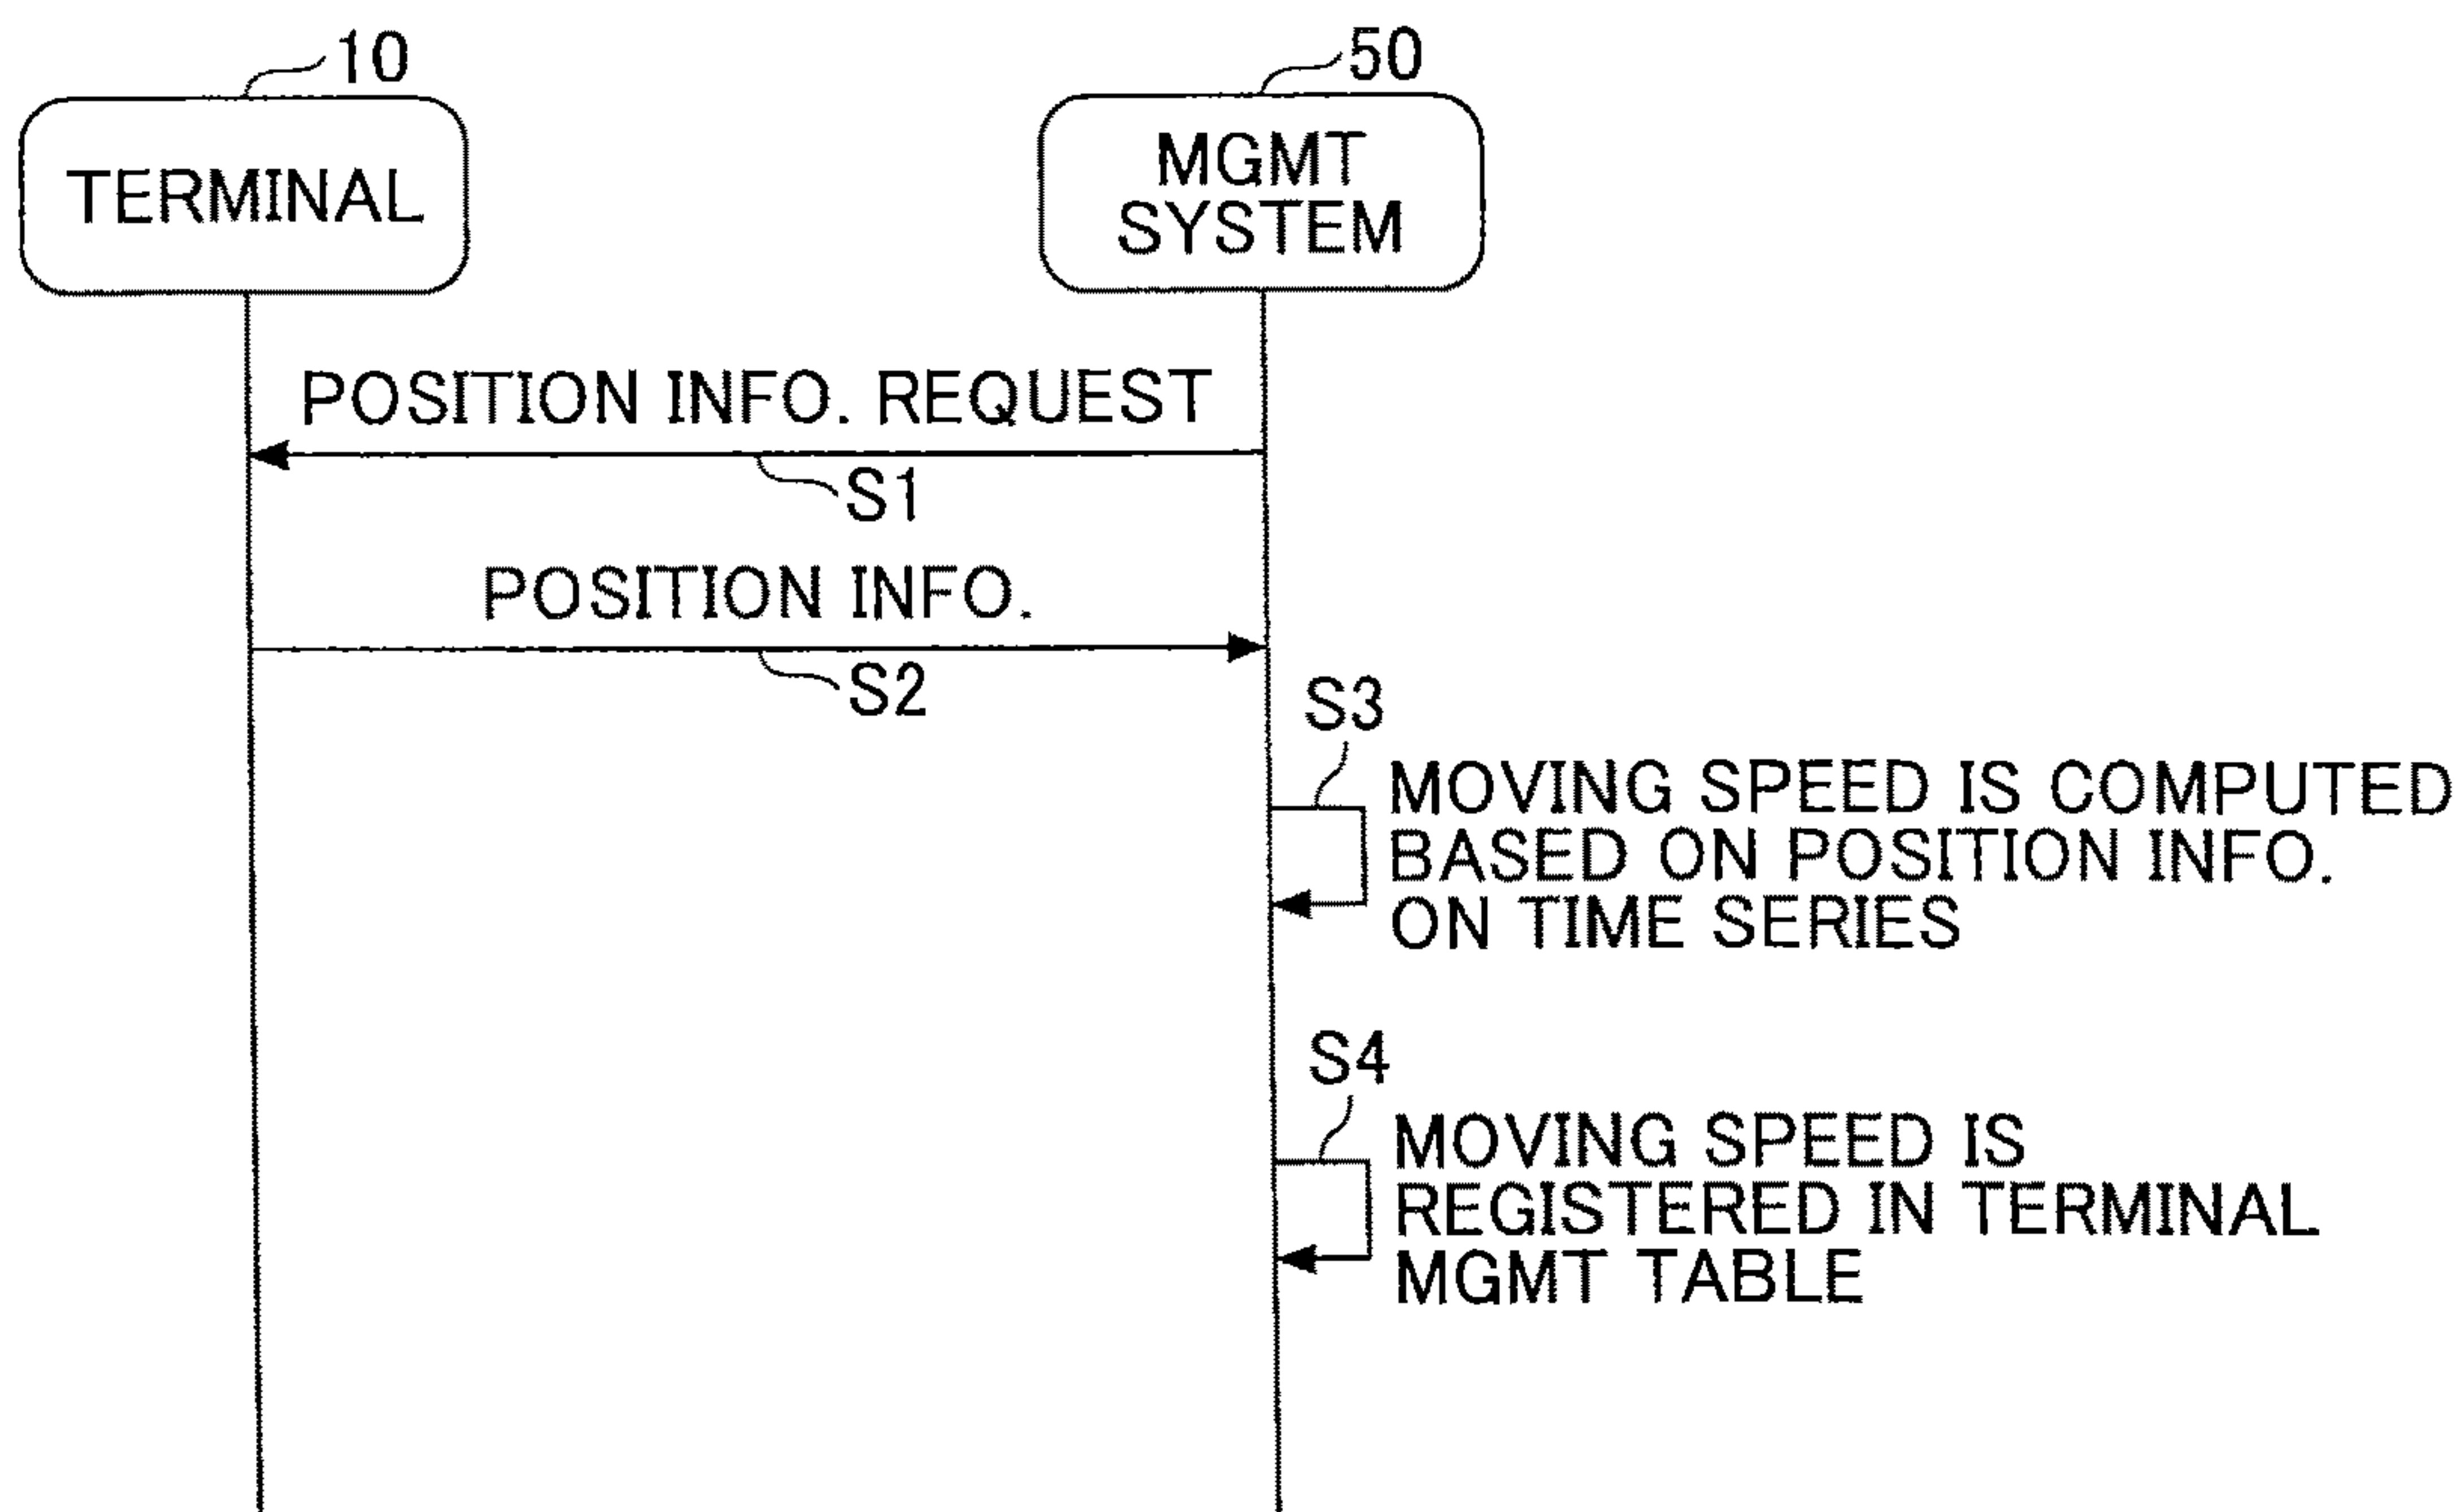 10
50
TERMINAL
MGMT
SYSTEM
POSITION INFO. REQUEST
S1
POSITION INFO.
S2
S3
MOVING SPEED IS COMPUTED
BASED ON POSITION INFO.
ON TIME SERIES
S4
MOVING SPEED IS
REGISTERED IN TERMINAL
MGMT TABLE